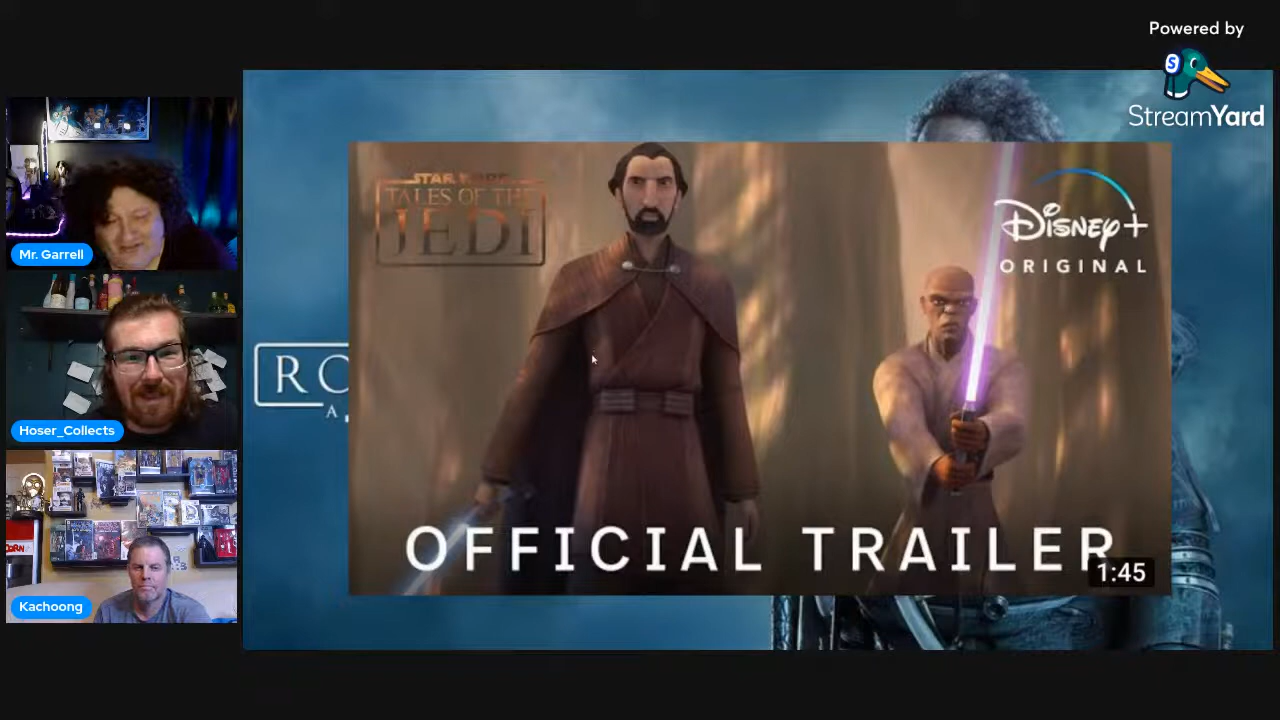 Powered by
StreamYard
Mr. Garrell
Hoser_Collects
Kachoong
RO
A
STAR WARS
TALES OF THE
JEDI
Disney+
ORIGINAL
OFFICIAL TRAILER
1:45